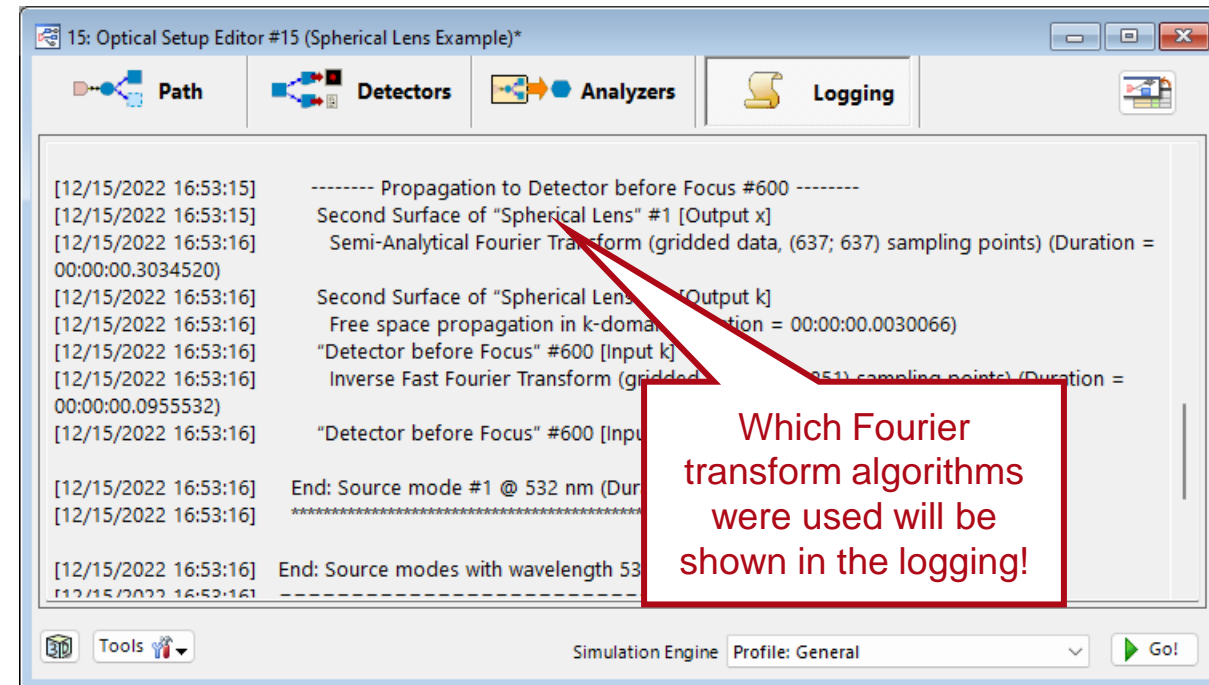 15: Optical Setup Editor #15 (Spherical Lens Example)*
Path Detectors Analyzers Logging
[12/15/2022 16:53:15] -------- Propagation to Detector before Focus #600 --------
[12/15/2022 16:53:15] Second Surface of "Spherical Lens" #1 [Output x]
[12/15/2022 16:53:16] Semi-Analytical Fourier Transform (gridded data, (637; 637) sampling points) (Duration =
00:00:00.3034520)
[12/15/2022 16:53:16] Second Surface of "Spherical Lens [Output k]
[12/15/2022 16:53:16] Free space propagation in k-domain = 00:00:00.0030066)
[12/15/2022 16:53:16] "Detector before Focus" #600 [Input k]
[12/15/2022 16:53:16] Inverse Fast Fourier Transform (gridded 851) sampling points) (Duration =
00:00:00.0955532)
[12/15/2022 16:53:16] "Detector before Focus" #600
[12/15/2022 16:53:16] End: Source mode #1 @ 532 nm
[12/15/2022 16:53:16] ********************************************
[12/15/2022 16:53:16] End: Source modes with wavelength
[12/15/2022 16:53:16] --------------------------
Which Fourier
transform algorithms
were used will be
shown in the logging!
3D Tools Simulation Engine Profile: General Go!